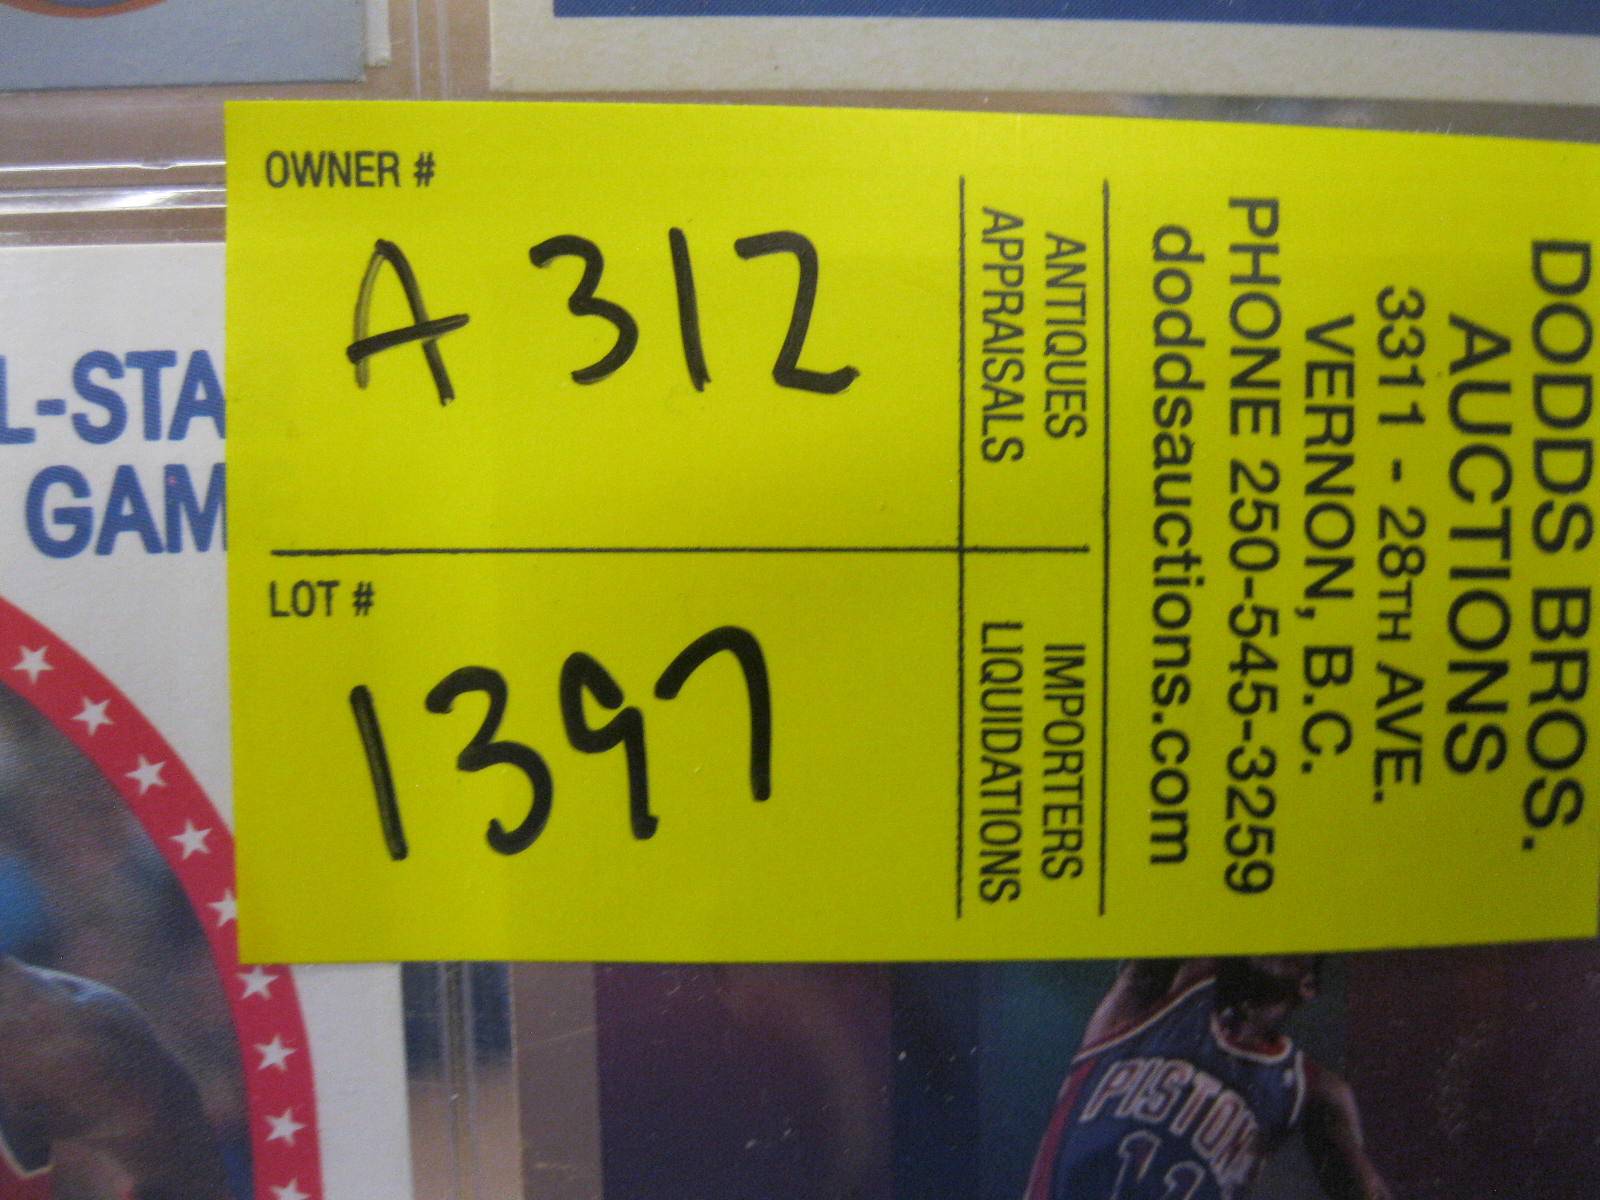 OWNER #
A 312
LOT #
1397
ANTIQUES
APPRAISALS
IMPORTERS
LIQUIDATIONS
DODDS BROS.
AUCTIONS
3311 - 28TH AVE.
VERNON, B.C.
PHONE 250-545-3259
doddsauctions.com
L-STA
GAM
PISTON
11